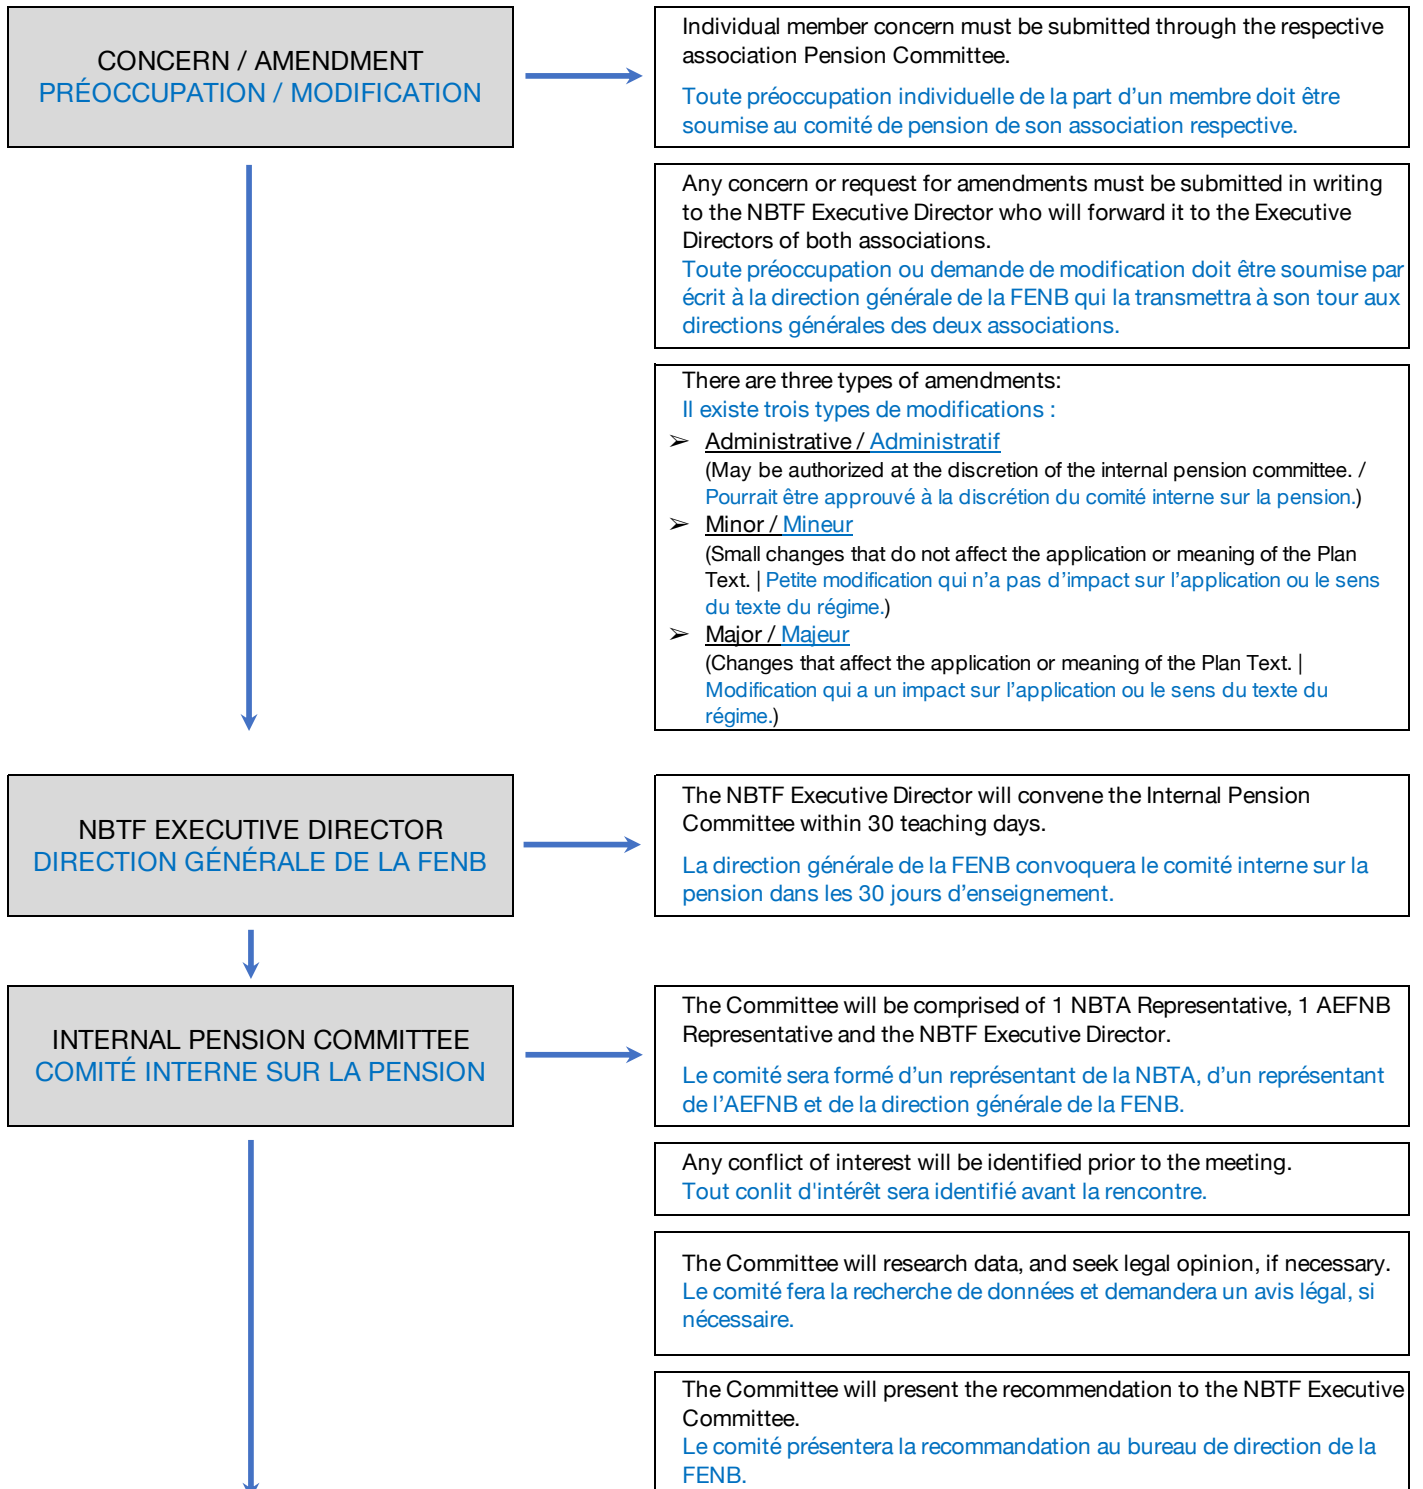 CONCERN / AMENDMENT
PRÉOCCUPATION / MODIFICATION
Individual member concern must be submitted through the respective
association Pension Committee.
Toute préoccupation individuelle de la part d’un membre doit être
soumise au comité de pension de son association respective.
Any concern or request for amendments must be submitted in writing
to the NBTF Executive Director who will forward it to the Executive
Directors of both associations.
Toute préoccupation ou demande de modification doit être soumise par
écrit à la direction générale de la FENB qui la transmettra à son tour aux
directions générales des deux associations.
There are three types of amendments:
Il existe trois types de modifications :
➢ Administrative / Administratif
(May be authorized at the discretion of the internal pension committee. /
Pourrait être approuvé à la discrétion du comité interne sur la pension.)
➢ Minor / Mineur
(Small changes that do not affect the application or meaning of the Plan
Text. | Petite modification qui n’a pas d’impact sur l’application ou le sens
du texte du régime.)
➢ Major / Majeur
(Changes that affect the application or meaning of the Plan Text. |
Modification qui a un impact sur l’application ou le sens du texte du
régime.)
NBTF EXECUTIVE DIRECTOR
DIRECTION GÉNÉRALE DE LA FENB
The NBTF Executive Director will convene the Internal Pension
Committee within 30 teaching days.
La direction générale de la FENB convoquera le comité interne sur la
pension dans les 30 jours d’enseignement.
INTERNAL PENSION COMMITTEE
COMITÉ INTERNE SUR LA PENSION
The Committee will be comprised of 1 NBTA Representative, 1 AEFNB
Representative and the NBTF Executive Director.
Le comité sera formé d’un représentant de la NBTA, d’un représentant
de l’AEFNB et de la direction générale de la FENB.
Any conflict of interest will be identified prior to the meeting.
Tout conlit d'intérêt sera identifié avant la rencontre.
The Committee will research data, and seek legal opinion, if necessary.
Le comité fera la recherche de données et demandera un avis légal, si
nécessaire.
The Committee will present the recommendation to the NBTF Executive
Committee.
Le comité présentera la recommandation au bureau de direction de la
FENB.